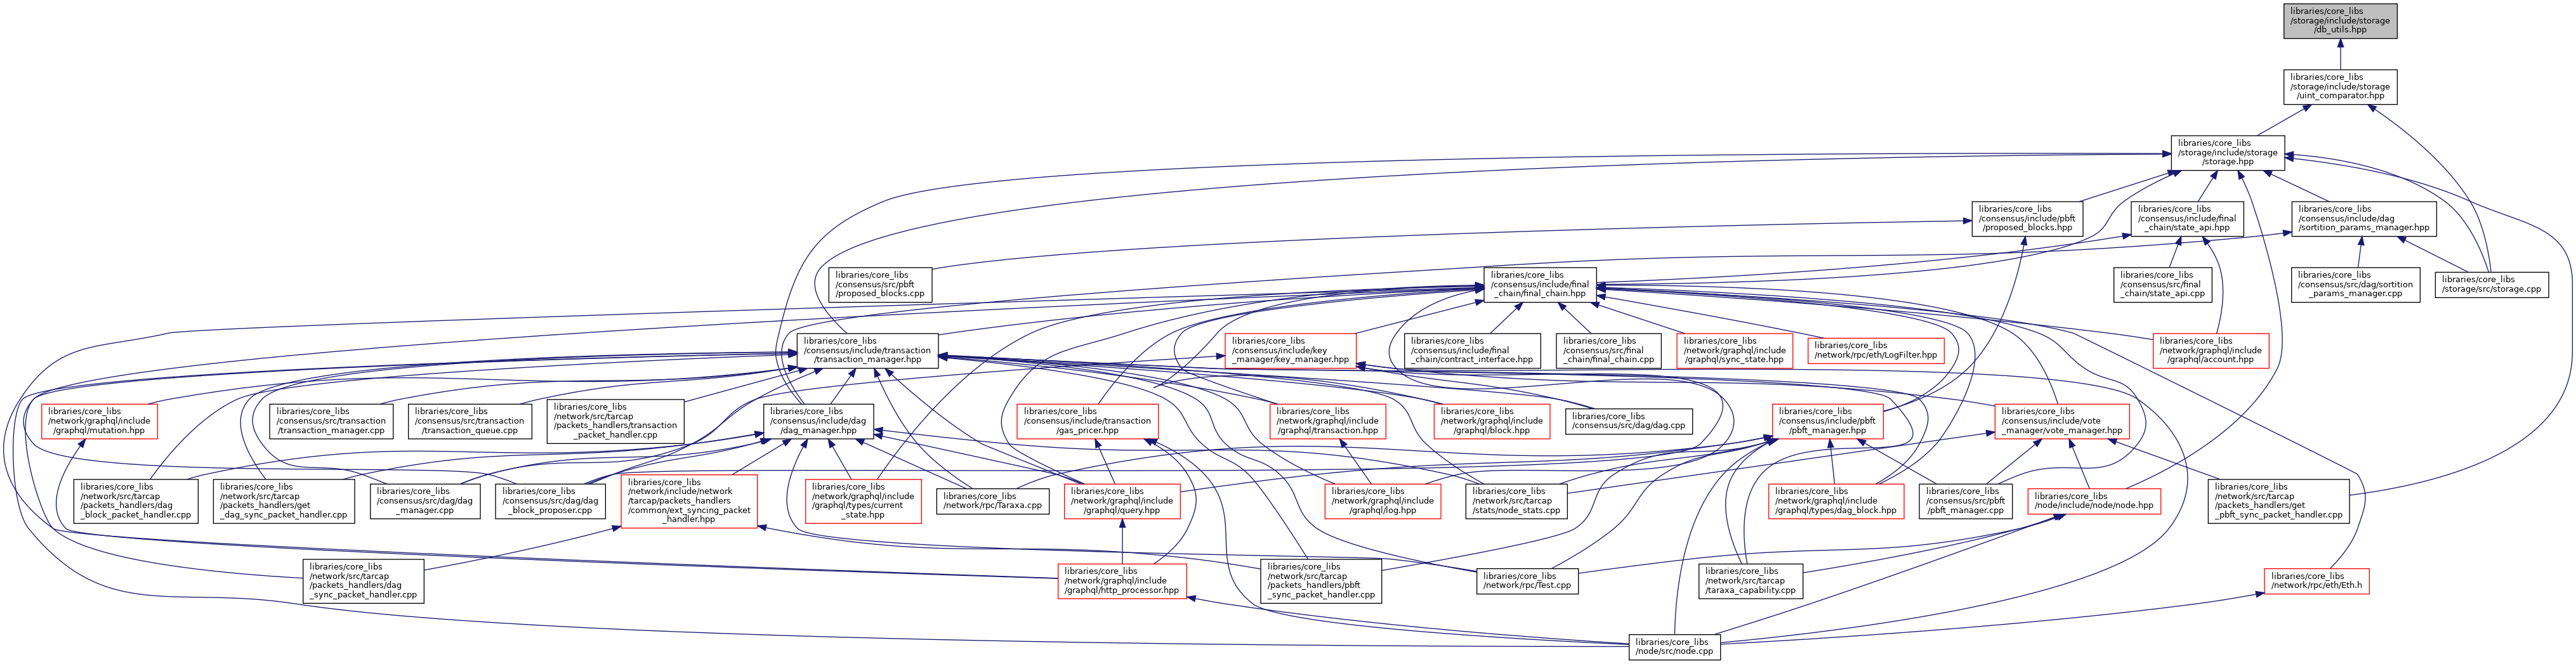 libraries/core_libs
/storage/include/storage
/db_utils.hpp
libraries/core_libs
/storage/include/storage
/uint_comparator.hpp
libraries/core_libs
/storage/include/storage
/storage.hpp
libraries/core_libs
/consensus/include/pbft
/proposed_blocks.hpp
libraries/core_libs
/consensus/include/final
_chain/state_api.hpp
libraries/core_libs
/consensus/include/dag
/sortition_params_manager.hpp
libraries/core_libs
/consensus/src/pbft
/proposed_blocks.cpp
libraries/core_libs
/consensus/include/final
_chain/final_chain.hpp
libraries/core_libs
/consensus/src/final
_chain/state_api.cpp
libraries/core_libs
/consensus/src/dag/sortition
_params_manager.cpp
libraries/core_libs
/storage/src/storage.cpp
libraries/core_libs
/consensus/include/transaction
/transaction_manager.hpp
libraries/core_libs
/consensus/include/key
_manager/key_manager.hpp
libraries/core_libs
/consensus/include/final
_chain/contract_interface.hpp
libraries/core_libs
/consensus/src/final
_chain/final_chain.cpp
libraries/core_libs
/network/graphql/include
/graphql/sync_state.hpp
libraries/core_libs
/network/rpc/eth/LogFilter.hpp
libraries/core_libs
/network/graphql/include
/graphql/account.hpp
libraries/core_libs
/network/graphql/include
/graphql/mutation.hpp
libraries/core_libs
/consensus/src/transaction
/transaction_manager.cpp
libraries/core_libs
/consensus/src/transaction
/transaction_queue.cpp
libraries/core_libs
/network/src/tarcap
/packets_handlers/transaction
_packet_handler.cpp
libraries/core_libs
/consensus/include/dag
/dag_manager.hpp
libraries/core_libs
/consensus/include/transaction
/gas_pricer.hpp
libraries/core_libs
/network/graphql/include
/graphql/transaction.hpp
libraries/core_libs
/network/graphql/include
/graphql/block.hpp
libraries/core_libs
/consensus/src/dag/dag.cpp
libraries/core_libs
/consensus/include/pbft
/pbft_manager.hpp
libraries/core_libs
/consensus/include/vote
_manager/vote_manager.hpp
libraries/core_libs
/network/src/tarcap
/packets_handlers/dag
_block_packet_handler.cpp
libraries/core_libs
/network/src/tarcap
/packets_handlers/get
_dag_sync_packet_handler.cpp
libraries/core_libs
/consensus/src/dag/dag
_manager.cpp
libraries/core_libs
/consensus/src/dag/dag
_block_proposer.cpp
libraries/core_libs
/network/include/network
/tarcap/packets_handlers
/common/ext_syncing_packet
_handler.hpp
libraries/core_libs
/network/graphql/include
/graphql/types/current
_state.hpp
libraries/core_libs
/network/rpc/Taraxa.cpp
libraries/core_libs
/network/graphql/include
/graphql/query.hpp
libraries/core_libs
/network/graphql/include
/graphql/log.hpp
libraries/core_libs
/network/src/tarcap
/stats/node_stats.cpp
libraries/core_libs
/network/graphql/include
/graphql/types/dag_block.hpp
libraries/core_libs
/consensus/src/pbft
/pbft_manager.cpp
libraries/core_libs
/node/include/node/node.hpp
libraries/core_libs
/network/src/tarcap
/packets_handlers/get
_pbft_sync_packet_handler.cpp
libraries/core_libs
/network/src/tarcap
/packets_handlers/dag
_sync_packet_handler.cpp
libraries/core_libs
/network/graphql/include
/graphql/http_processor.hpp
libraries/core_libs
/network/src/tarcap
/packets_handlers/pbft
_sync_packet_handler.cpp
libraries/core_libs
/network/rpc/Test.cpp
libraries/core_libs
/network/src/tarcap
/taraxa_capability.cpp
libraries/core_libs
/network/rpc/eth/Eth.h
libraries/core_libs
/node/src/node.cpp